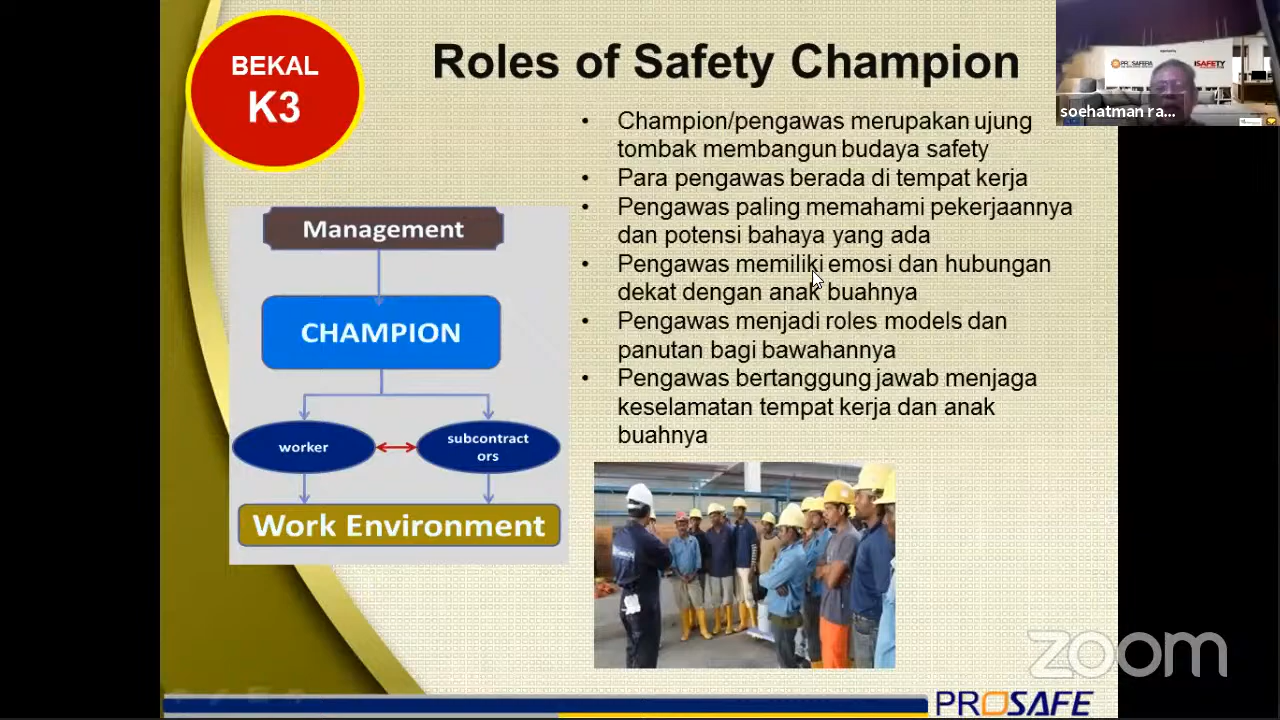 BEKAL
K3
Roles of Safety Champion
soehatman ra...
• Champion/pengawas merupakan ujung
tombak membangun budaya safety
• Para pengawas berada di tempat kerja
• Pengawas paling memahami pekerjaannya
dan potensi bahaya yang ada
• Pengawas memiliki emosi dan hubungan
dekat dengan anak buahnya
• Pengawas menjadi roles models dan
panutan bagi bawahannya
• Pengawas bertanggung jawab menjaga
keselamatan tempat kerja dan anak
buahnya
Management
CHAMPION
worker
subcontract
ors
Work Environment
zoom
PROSAFE